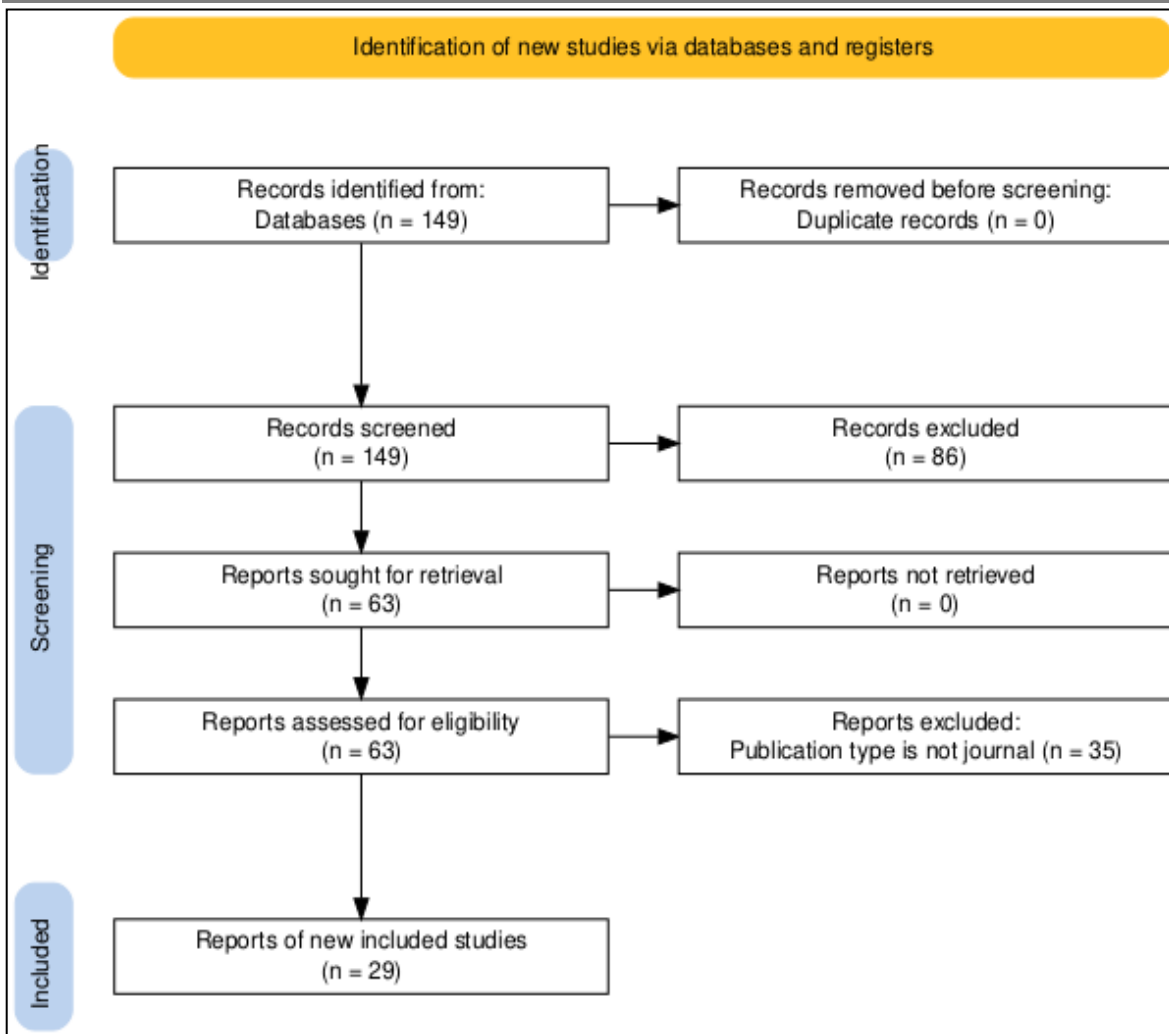 Identification of new studies via databases and registers
Identification
Records identified from:
Databases (n = 149)
Records removed before screening:
Duplicate records (n = 0)
Screening
Records screened
(n = 149)
Records excluded
(n = 86)
Reports sought for retrieval
(n = 63)
Reports not retrieved
(n = 0)
Reports assessed for eligibility
(n = 63)
Reports excluded:
Publication type is not journal (n = 35)
Included
Reports of new included studies
(n = 29)